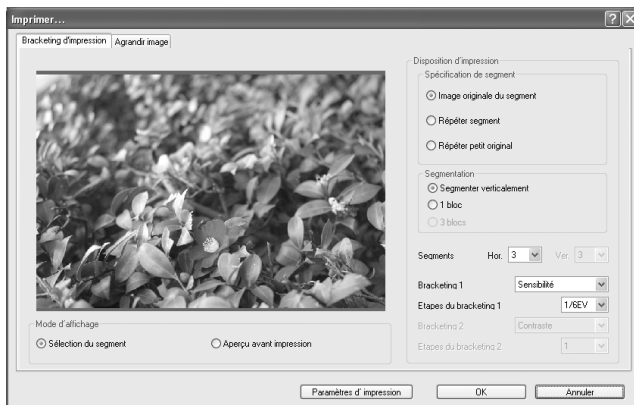 Imprimer...
Bracketing d'impression
Agrandir image
Disposition d'impression
Spécification de segment
Image originale du segment
Répéter segment
Répéter petit original
Segmentation
Segmenter verticalement
1 bloc
3 blocs
Segments Hor. 3 Ver. 3
Bracketing 1 Sensibilité
Etapes du bracketing 1 1/6EV
Bracketing 2 Contraste
Etapes du bracketing 2 1
Mode d'affichage
Sélection du segment
Aperçu avant impression
Paramètres d' impression
OK
Annuler